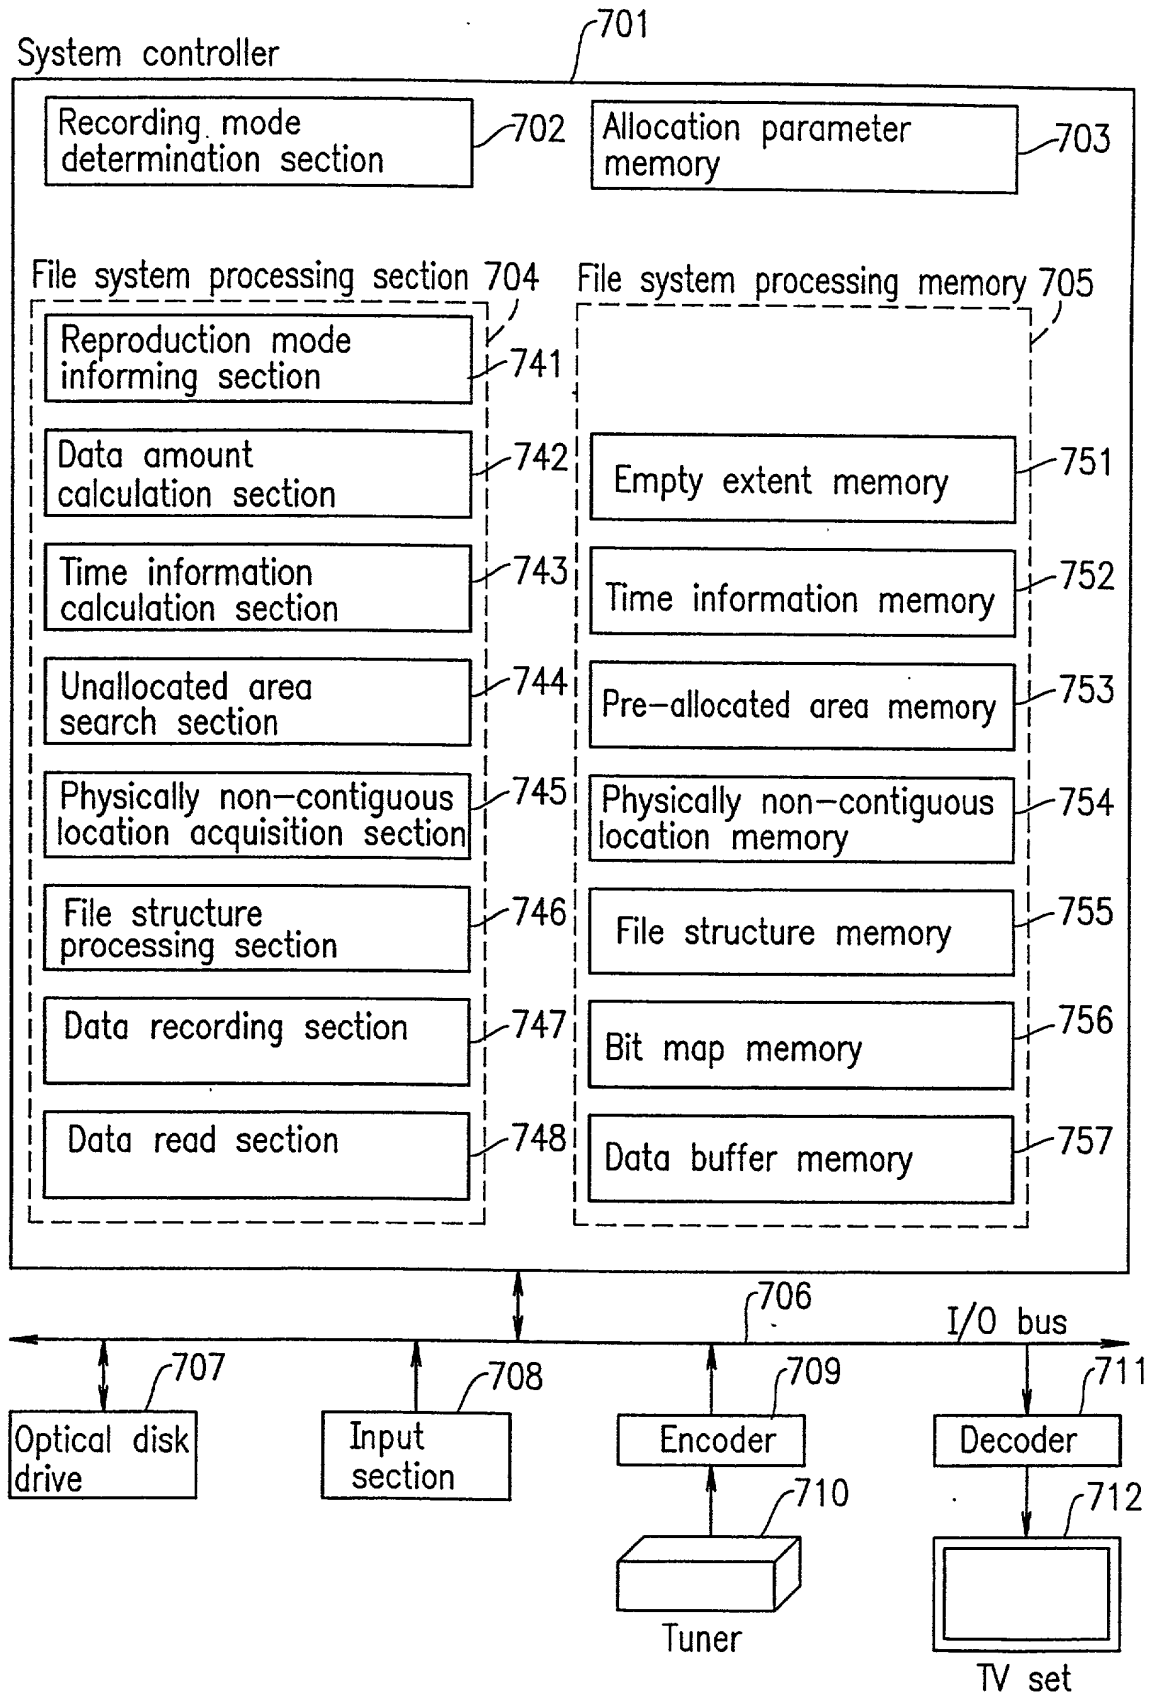 701
System controller
Recording mode
determination section
702
Allocation parameter
memory
703
File system processing section 704
File system processing memory 705
Reproduction mode
informing section
741
Data amount
calculation section
742
Empty extent memory
751
Time information
calculation section
743
Time information memory
752
Unallocated area
search section
744
Pre-allocated area memory
753
Physically non-contiguous
location acquisition section
745
Physically non-contiguous
location memory
754
File structure
processing section
746
File structure memory
755
Data recording section
747
Bit map memory
756
Data read section
748
Data buffer memory
757
706
I/O bus
707
708
709
711
Optical disk
drive
Input
section
Encoder
Decoder
710
712
Tuner
TV set